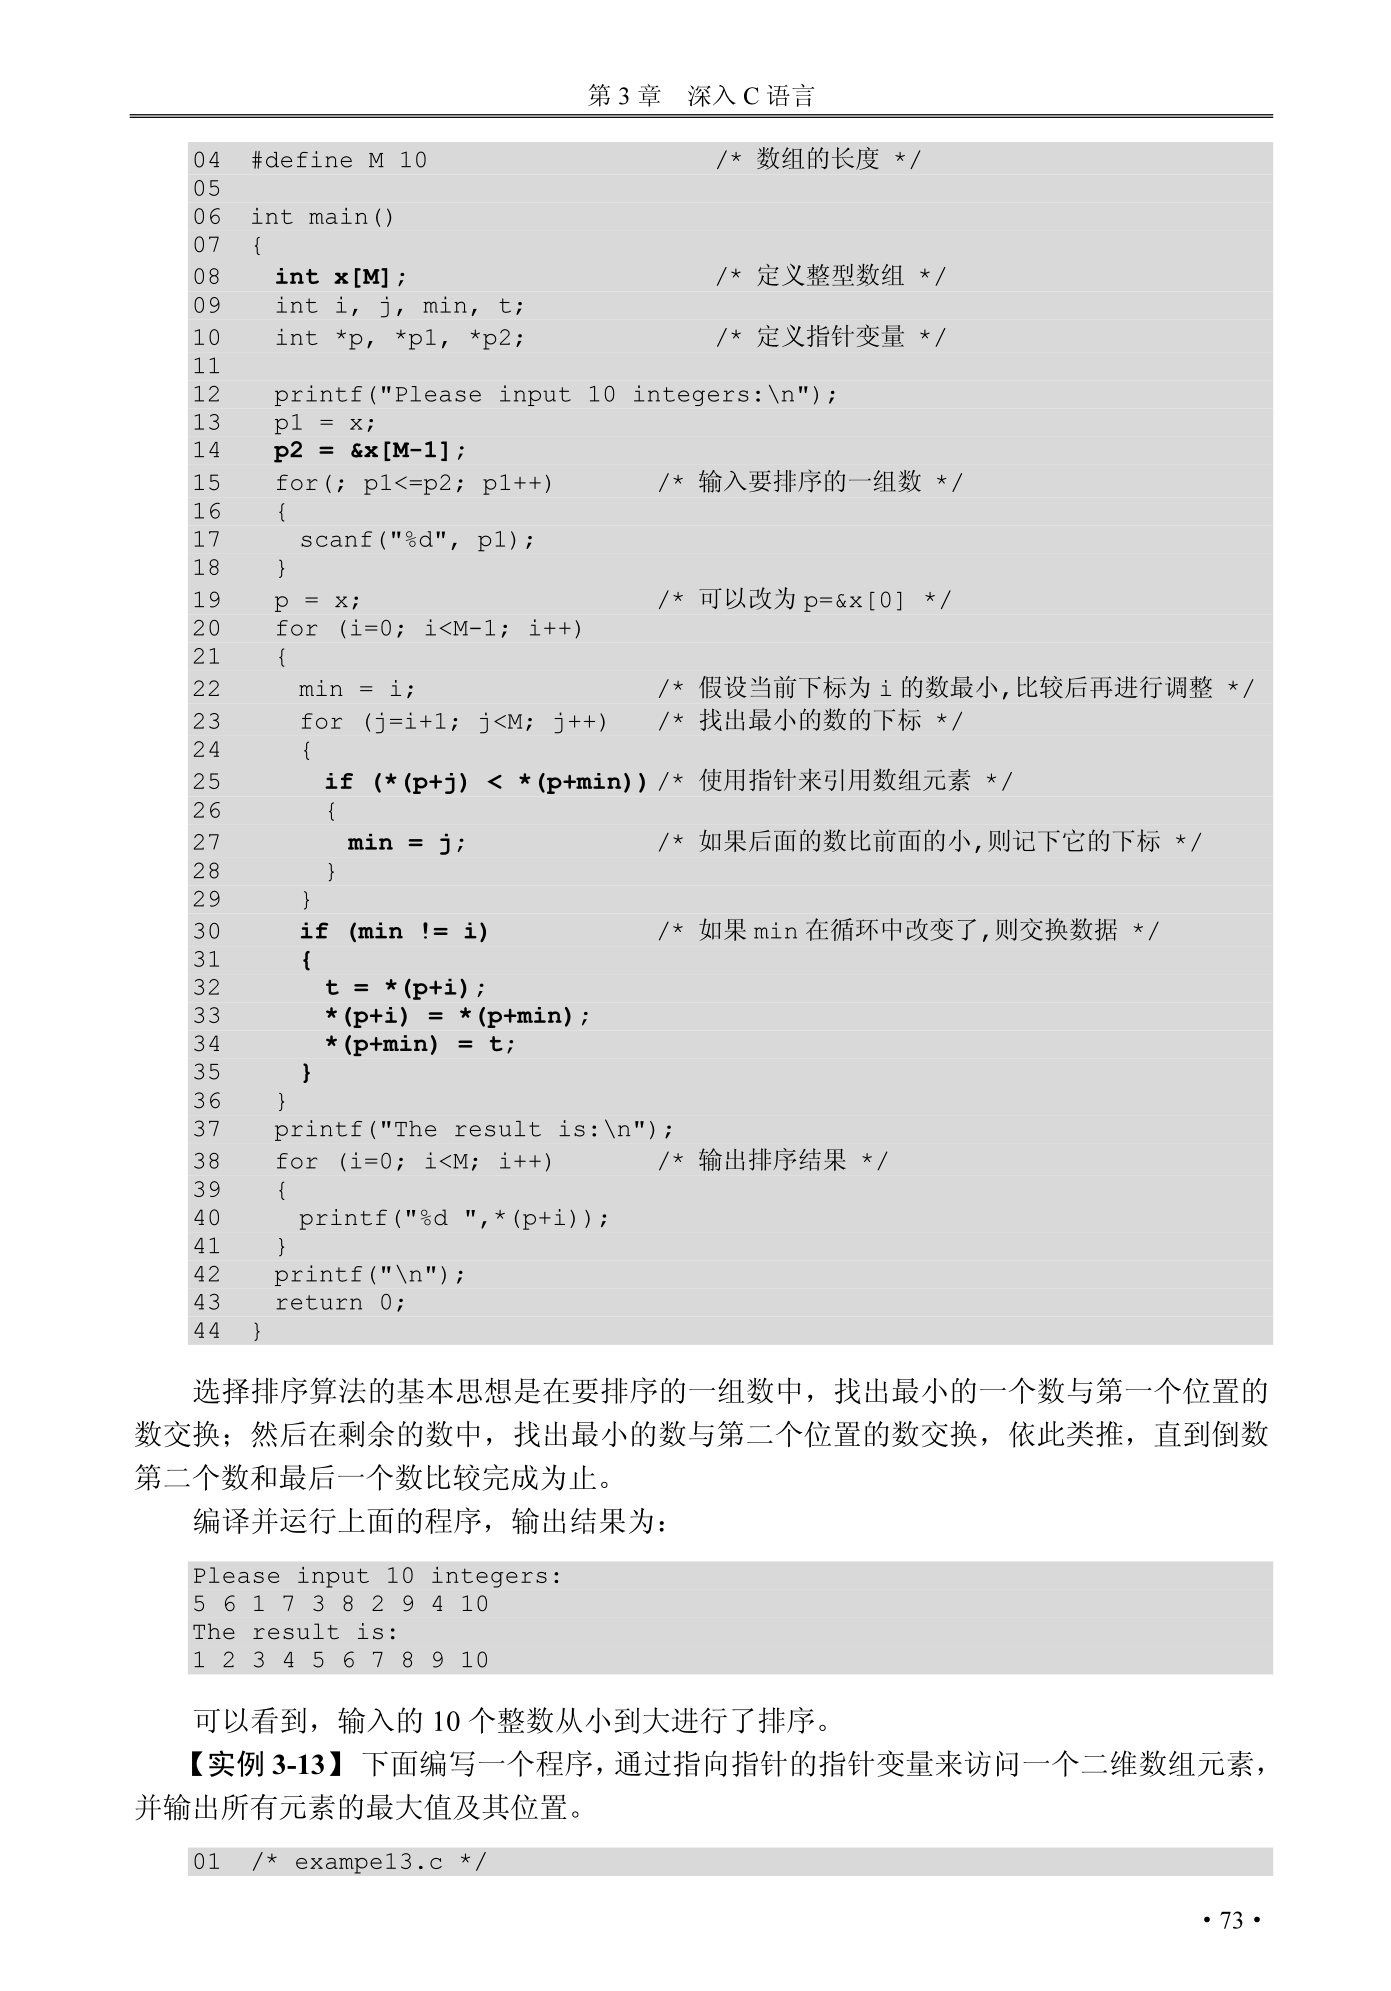 第 3 章　深入 C 语言
04  #define M 10                    /* 数组的长度 */
05
06  int main()
07  {
08    int x[M];                     /* 定义整型数组 */
09    int i, j, min, t;
10    int *p, *p1, *p2;             /* 定义指针变量 */
11
12    printf("Please input 10 integers:\n");
13    p1 = x;
14    p2 = &x[M-1];
15    for(; p1<=p2; p1++)       /* 输入要排序的一组数 */
16    {
17      scanf("%d", p1);
18    }
19    p = x;                    /* 可以改为 p=&x[0] */
20    for (i=0; i<M-1; i++)
21    {
22      min = i;                /* 假设当前下标为 i 的数最小,比较后再进行调整 */
23      for (j=i+1; j<M; j++)   /* 找出最小的数的下标 */
24      {
25        if (*(p+j) < *(p+min)) /* 使用指针来引用数组元素 */
26        {
27          min = j;            /* 如果后面的数比前面的小,则记下它的下标 */
28        }
29      }
30      if (min != i)           /* 如果 min 在循环中改变了,则交换数据 */
31      {
32        t = *(p+i);
33        *(p+i) = *(p+min);
34        *(p+min) = t;
35      }
36    }
37    printf("The result is:\n");
38    for (i=0; i<M; i++)       /* 输出排序结果 */
39    {
40      printf("%d ",*(p+i));
41    }
42    printf("\n");
43    return 0;
44  }
选择排序算法的基本思想是在要排序的一组数中，找出最小的一个数与第一个位置的
数交换；然后在剩余的数中，找出最小的数与第二个位置的数交换，依此类推，直到倒数
第二个数和最后一个数比较完成为止。
编译并运行上面的程序，输出结果为：
Please input 10 integers:
5 6 1 7 3 8 2 9 4 10
The result is:
1 2 3 4 5 6 7 8 9 10
可以看到，输入的 10 个整数从小到大进行了排序。
【实例 3-13】 下面编写一个程序，通过指向指针的指针变量来访问一个二维数组元素，
并输出所有元素的最大值及其位置。
01  /* exampe13.c */
• 73 •